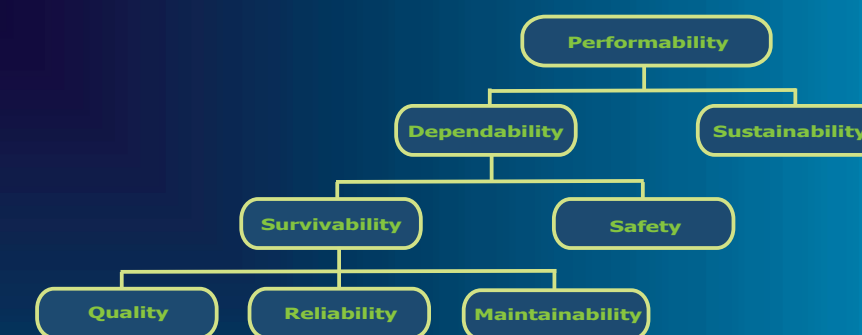 Performability
Dependability
Sustainability
Survivability
Safety
Quality
Reliability
Maintainability